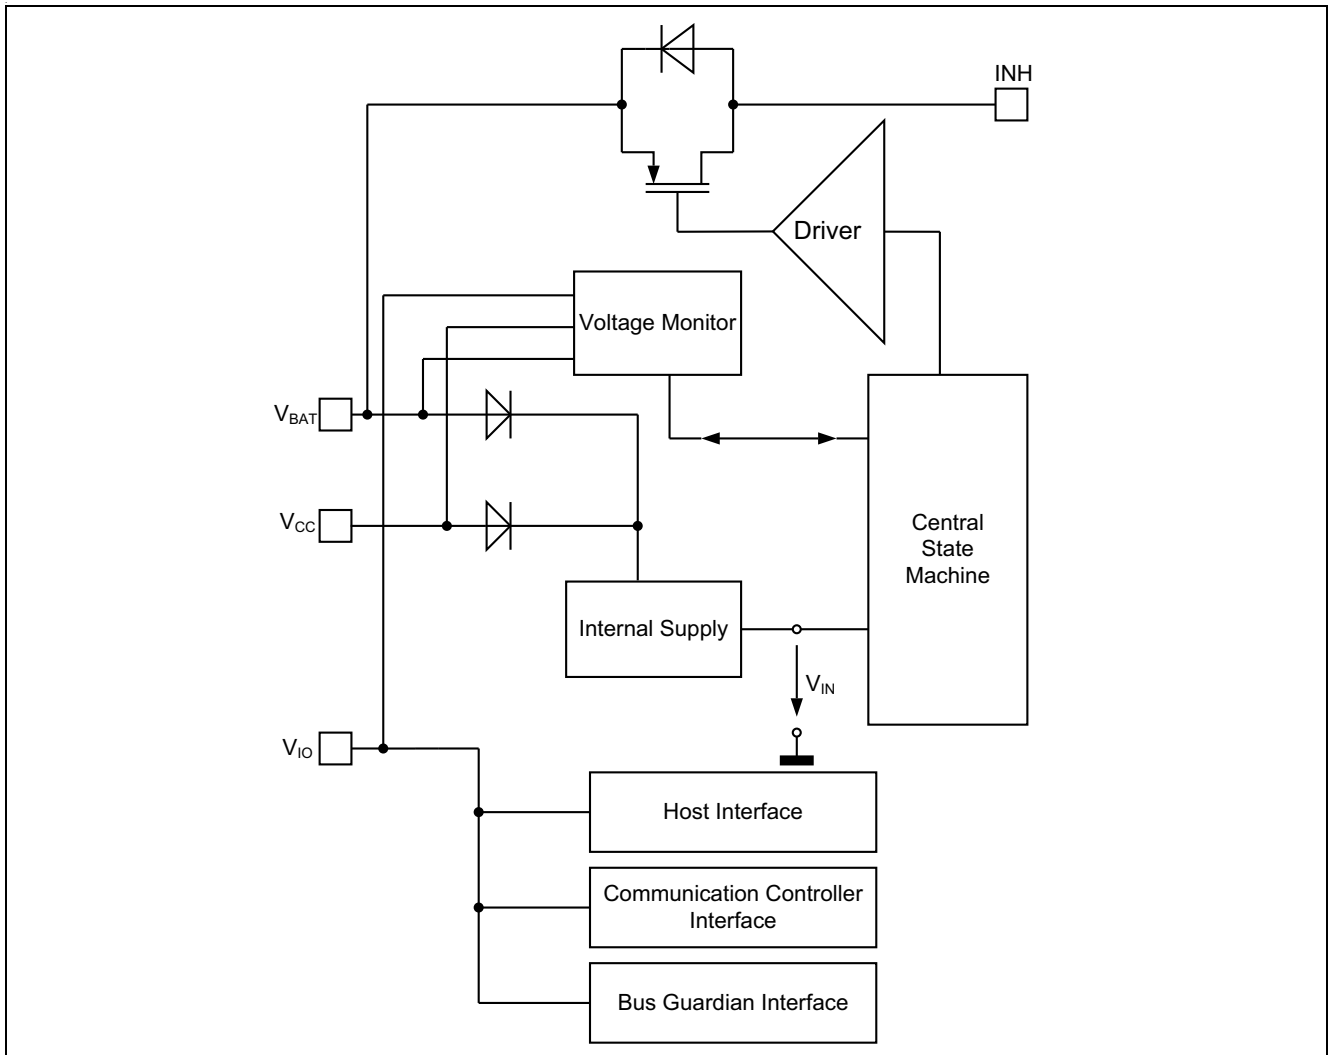 INH
Driver
Voltage Monitor
VBAT
VCC
Central
State
Machine
Internal Supply
VIN
VIO
Host Interface
Communication Controller
Interface
Bus Guardian Interface